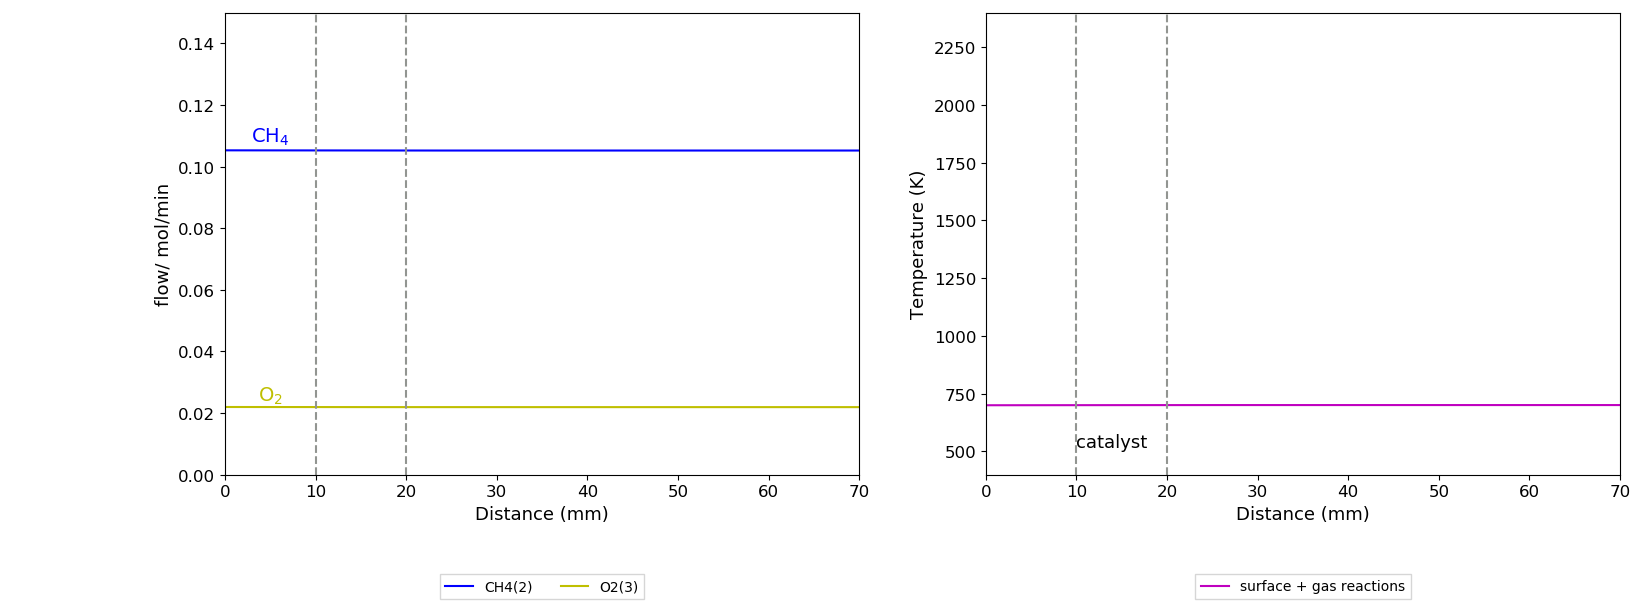 0.14
0.12
0.10
0.08
0.06
0.04
0.02
0.00
flow/ mol/min
CH₄
O₂
0 10 20 30 40 50 60 70
Distance (mm)
CH4(2) O2(3)
2250
2000
1750
1500
1250
1000
750
500
Temperature (K)
catalyst
0 10 20 30 40 50 60 70
Distance (mm)
surface + gas reactions